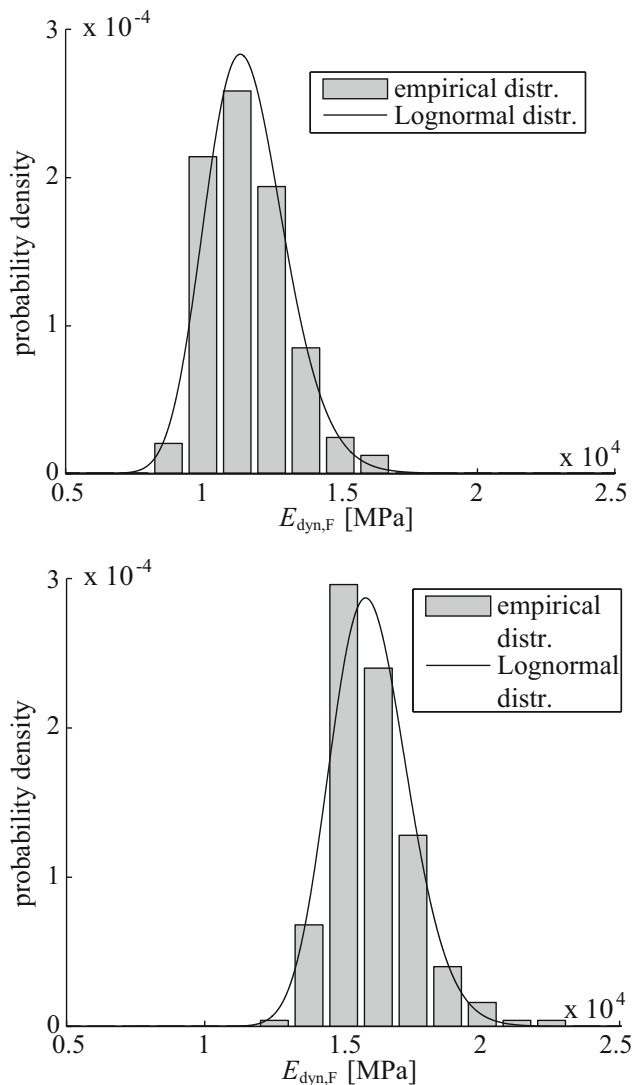 x 10-4
3
empirical distr.
Lognormal distr.
2
probability density
1
0
x 10^4
0.5
1
1.5
2
2.5
E_dyn,F [MPa]
x 10-4
3
empirical
distr.
Lognormal
distr.
2
probability density
1
0
x 10^4
0.5
1
1.5
2
2.5
E_dyn,F [MPa]